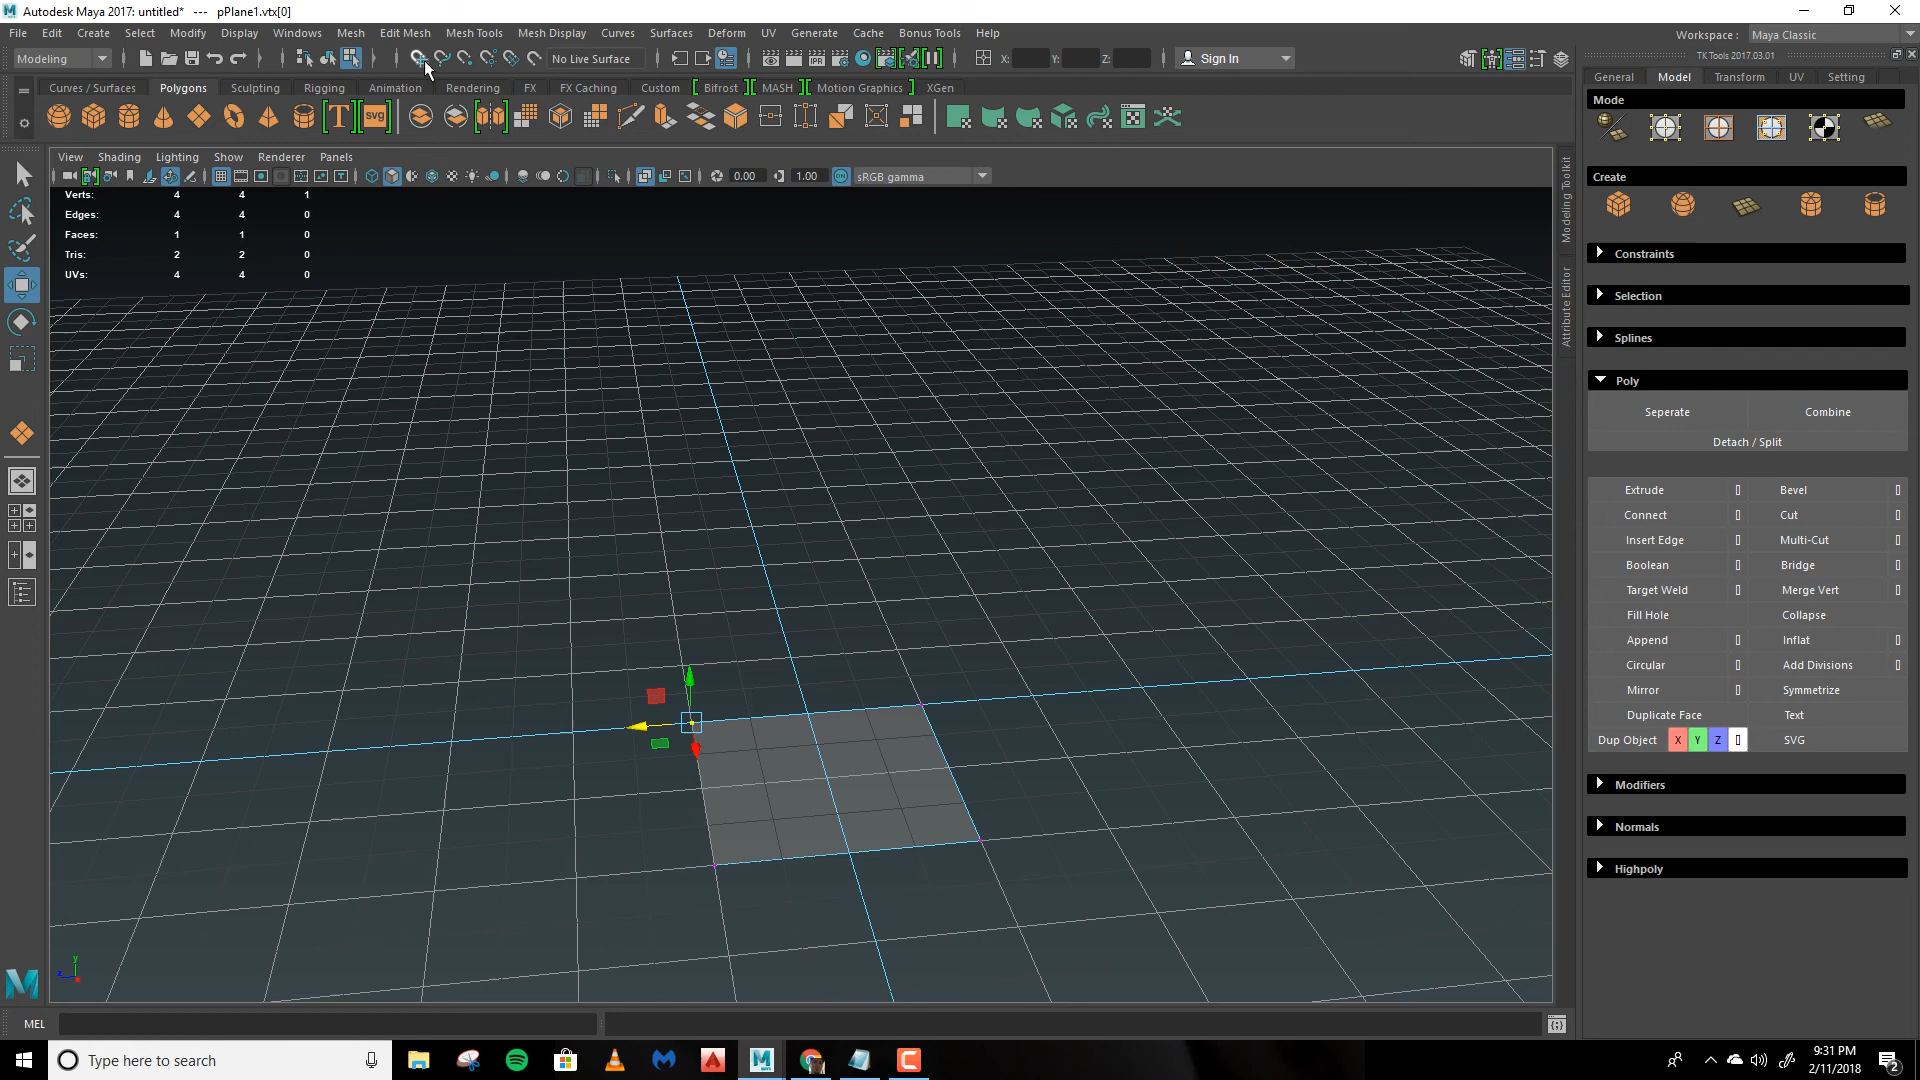 Autodesk Maya 2017: untitled* --- pPlane1.vtx[0]
File Edit Create Select Modify Display Windows Mesh Edit Mesh Mesh Tools Mesh Display Curves Surfaces Deform UV Generate Cache Bonus Tools Help Workspace : Maya Classic
Modeling No Live Surface IPR X: Y: Z: Sign In TK Tools 2017.03.01
General Model Transform UV Setting
Curves / Surfaces Polygons Sculpting Rigging Animation Rendering FX FX Caching Custom Bifrost MASH Motion Graphics XGen
Mode
T svg
View Shading Lighting Show Renderer Panels
0.00 1.00 ON sRGB gamma
Create
Verts: 4 4 1
Edges: 4 4 0
Faces: 1 1 0
Tris: 2 2 0
UVs: 4 4 0
Modeling Toolkit
Attribute Editor
Constraints
Selection
Splines
Poly
Seperate Combine
Detach / Split
Extrude Bevel
Connect Cut
Insert Edge Multi-Cut
Boolean Bridge
Target Weld Merge Vert
Fill Hole Collapse
Append Inflat
Circular Add Divisions
Mirror Symmetrize
Duplicate Face Text
Dup Object X Y Z SVG
Modifiers
Normals
Highpoly
y
z
MEL
Type here to search
9:31 PM
2/11/2018
2